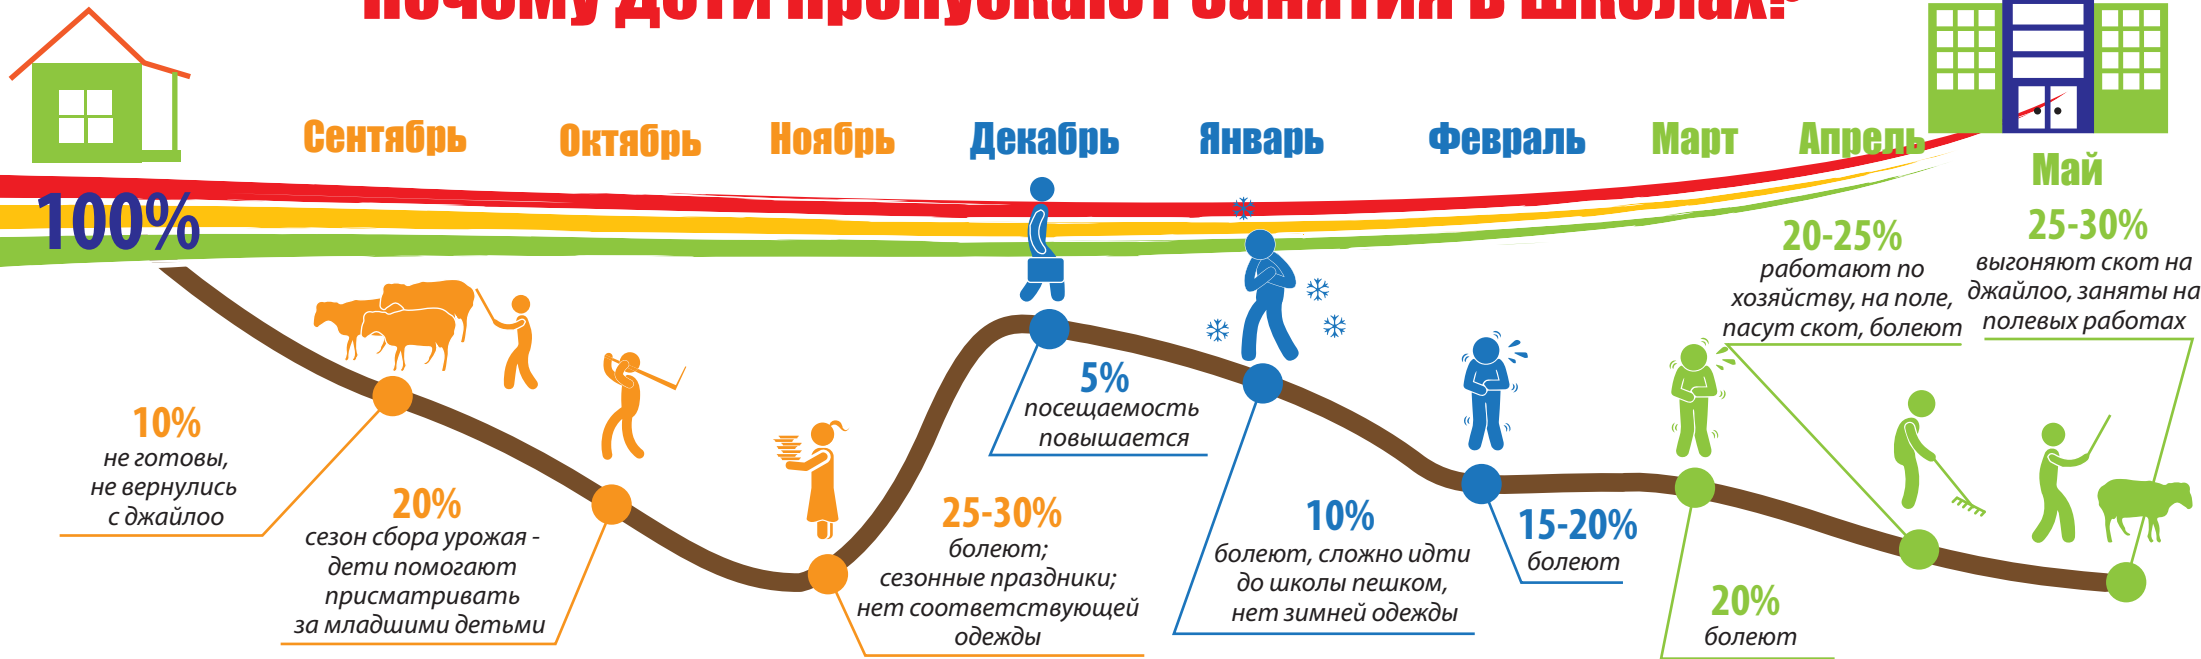 Почему дети пропускают занятия в школах?
Сентябрь
Октябрь
Ноябрь
Декабрь
Январь
Февраль
Март
Апрель
Май
100%
10%
не готовы,
не вернулись
с джайлоо
20%
сезон сбора урожая -
дети помогают
присматривать
за младшими детьми
25-30%
болеют;
сезонные праздники;
нет соответствующей
одежды
5%
посещаемость
повышается
10%
болеют, сложно идти
до школы пешком,
нет зимней одежды
15-20%
болеют
20%
болеют
20-25%
работают по
хозяйству, на поле,
пасут скот, болеют
25-30%
выгоняют скот на
джайлоо, заняты на
полевых работах